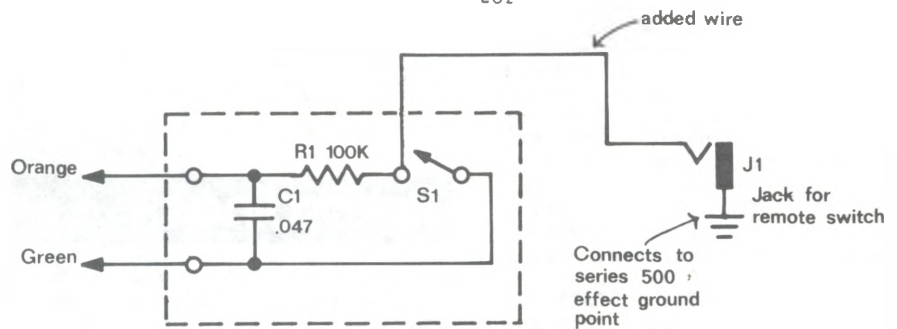 added wire
R1 100K
Orange
C1
S1
J1
.047
Jack for
remote switch
Green
Connects to
series 500
effect ground
point